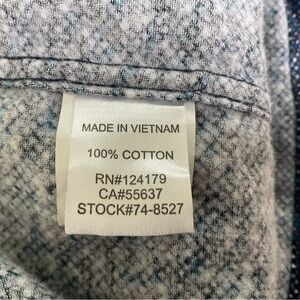 MADE IN VIETNAM
100% COTTON
RN#124179
CA#55637
STOCK#74-8527